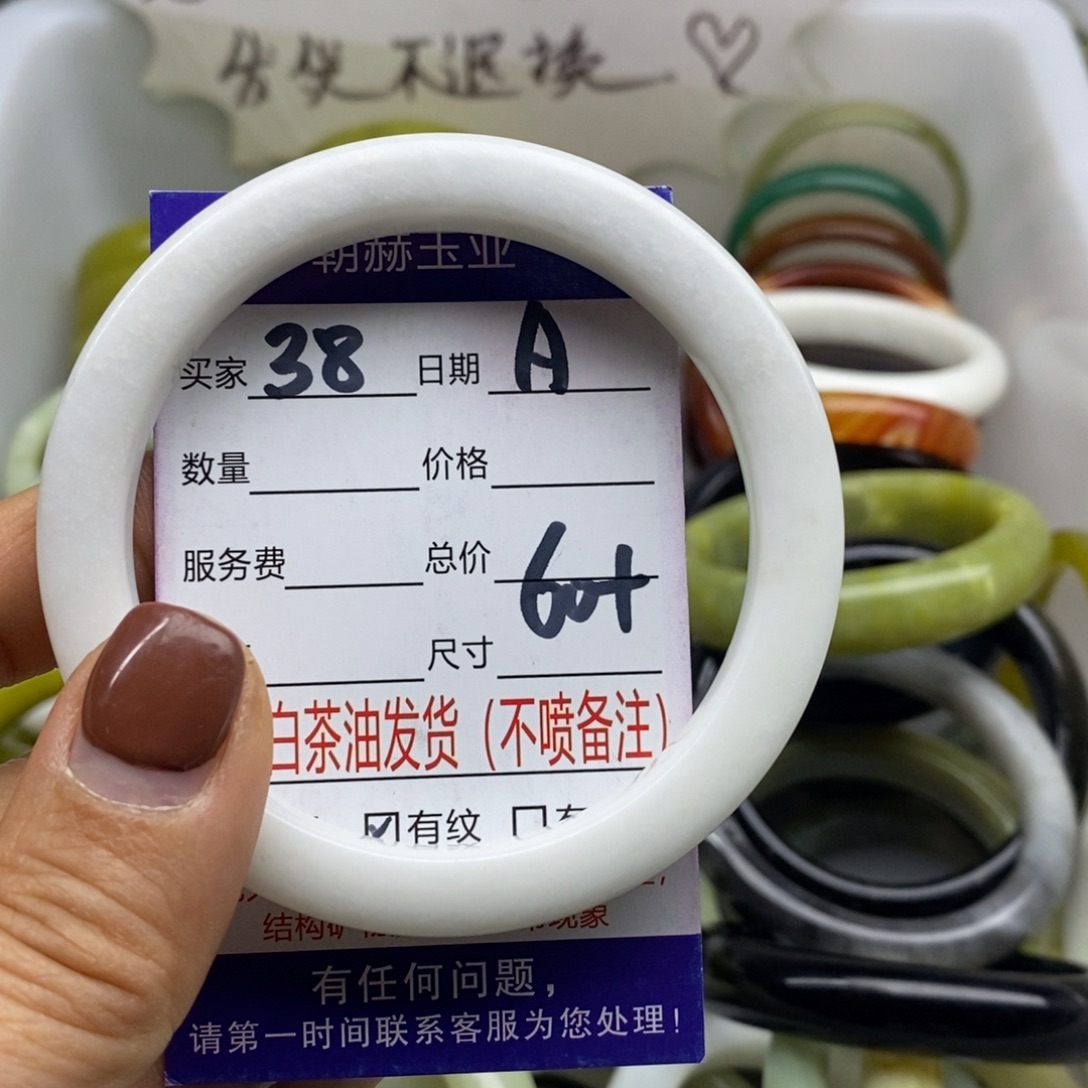 售出不退换
朝赫玉业
买家 38 日期 A
数量 价格
服务费 总价
60+
尺寸
白茶油发货(不喷备注)
☑有纹 □有
有任何问题,
请第一时间联系客服为您处理!